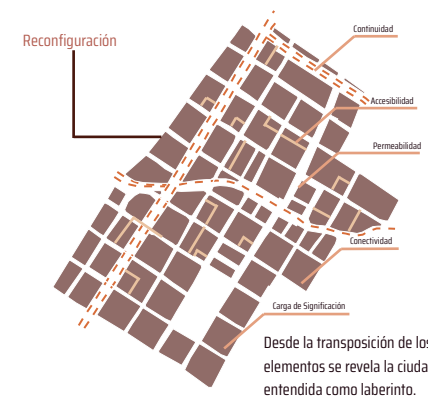 Continuidad
Reconfiguración
Accesibilidad
Permeabilidad
Conectividad
Carga de Significación
Desde la transposición de los
elementos se revela la
entendida como laberinto.